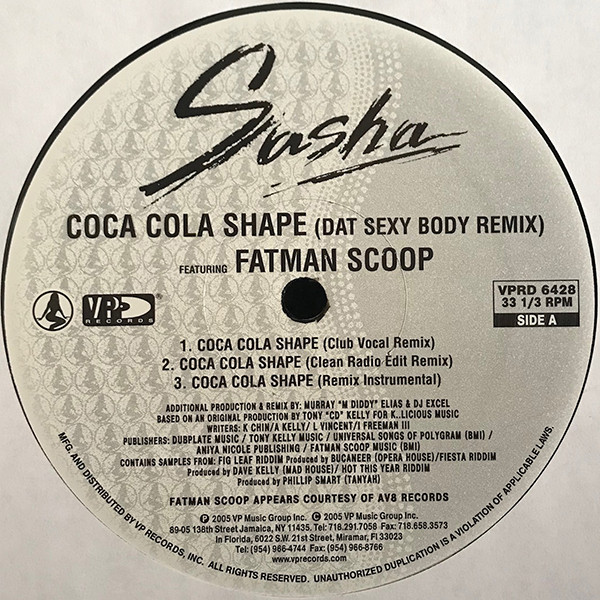 Sasha
COCA COLA SHAPE (DAT SEXY BODY REMIX)
FEATURING FATMAN SCOOP
VP
RECORDS
VPRD 6428
33 1/3 RPM
SIDE A
1. COCA COLA SHAPE (Club Vocal Remix)
2. COCA COLA SHAPE (Clean Radio Edit Remix)
3. COCA COLA SHAPE (Remix Instrumental)
ADDITIONAL PRODUCTION & REMIX BY: MURRAY "M DIDDY" ELIAS & DJ EXCEL
BASED ON AN ORIGINAL PRODUCTION BY TONY "CD" KELLY FOR K..LICIOUS MUSIC
WRITERS: K CHIN/A KELLY/ L VINCENT/I FREEMAN III
PUBLISHERS: DUBPLATE MUSIC / TONY KELLY MUSIC / UNIVERSAL SONGS OF POLYGRAM (BMI) /
ANIYA NICOLE PUBLISHING / FATMAN SCOOP MUSIC (BMI)
CONTAINS SAMPLES FROM: FIG LEAF RIDDIM Produced by BUCANEER (OPERA HOUSE)/FIESTA RIDDIM
Produced by DAVE KELLY (MAD HOUSE)/ HOT THIS YEAR RIDDIM
Produced by PHILLIP SMART (TANYAH)
FATMAN SCOOP APPEARS COURTESY OF AV8 RECORDS
℗ 2005 VP Music Group Inc. © 2005 VP Music Group Inc.
89-05 138th Street Jamaica, NY 11435. Tel: 718.291.7058 Fax: 718.658.3573
In Florida, 6022 S.W. 21st Street, Miramar, Fl 33023
Tel: (954) 966-4744 Fax: (954) 966-8766
www.vprecords.com
MFG. AND DISTRIBUTED BY VP RECORDS, INC. ALL RIGHTS RESERVED. UNAUTHORIZED DUPLICATION IS A VIOLATION OF APPLICABLE LAWS.